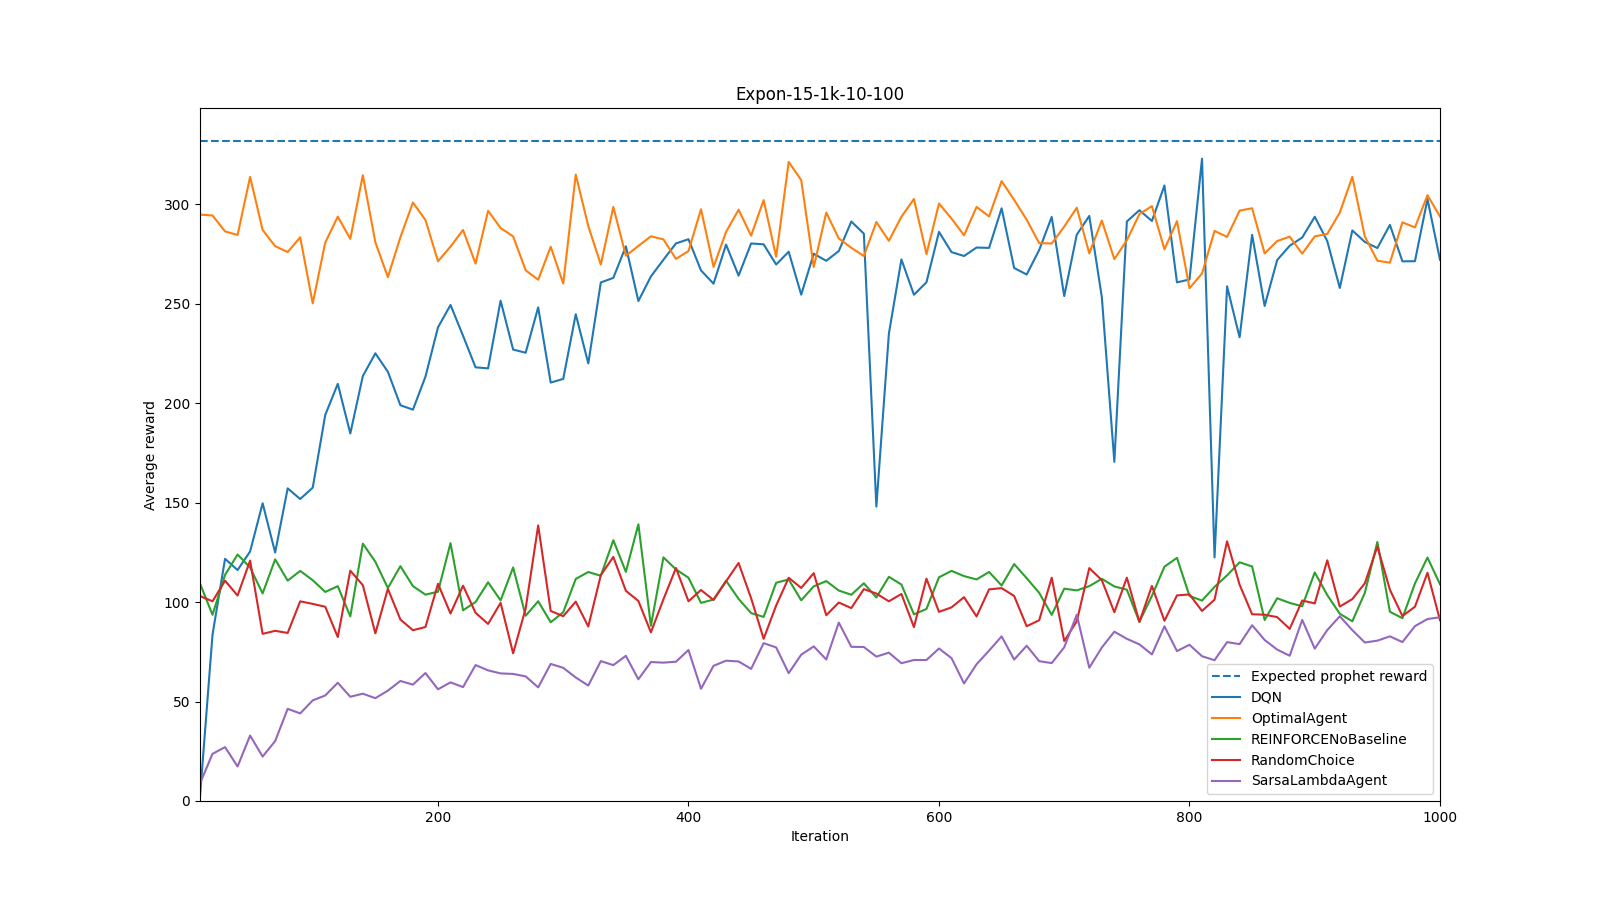 Expon-15-1k-10-100
Average reward
300
250
200
150
100
50
0
200
400
600
800
1000
Iteration
Expected prophet reward
DQN
OptimalAgent
REINFORCENoBaseline
RandomChoice
SarsaLambdaAgent